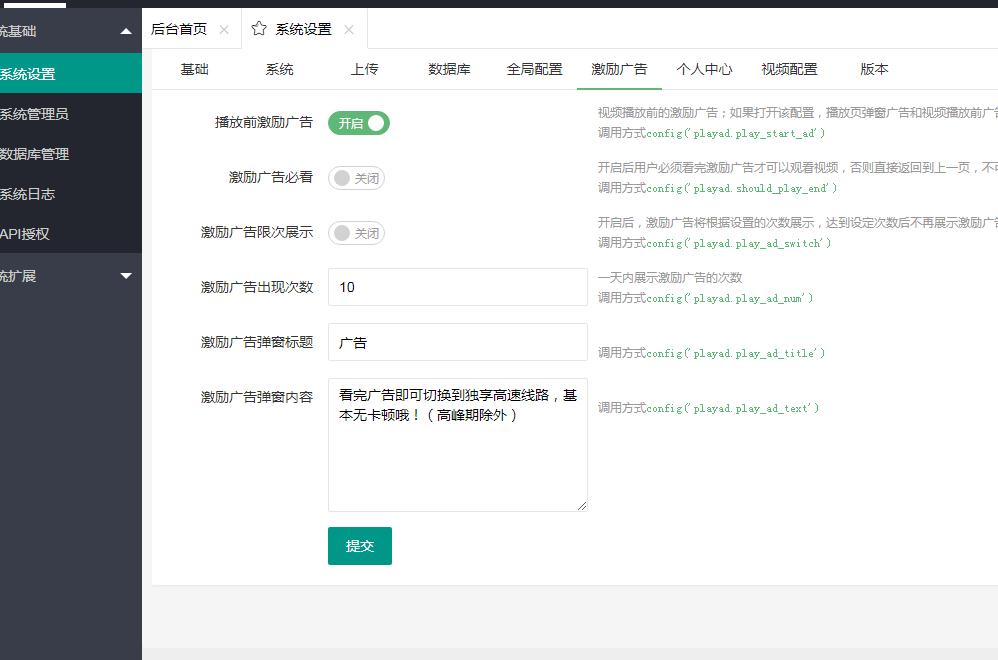 统基础
系统设置
系统管理员
数据库管理
系统日志
API授权
统扩展
后台首页
系统设置
基础 系统 上传 数据库 全局配置 激励广告 个人中心 视频配置 版本
播放前激励广告 开启
视频播放前的激励广告；如果打开该配置，播放页弹窗广告和视频播放前广告
调用方式config('playad.play_start_ad')
激励广告必看 关闭
开启后用户必须看完激励广告才可以观看视频，否则直接返回到上一页，不可
调用方式config('playad.should_play_end')
激励广告限次展示 关闭
开启后，激励广告将根据设置的次数展示，达到设定次数后不再展示激励广告
调用方式config('playad.play_ad_switch')
激励广告出现次数 10
一天内展示激励广告的次数
调用方式config('playad.play_ad_num')
激励广告弹窗标题 广告
调用方式config('playad.play_ad_title')
激励广告弹窗内容
看完广告即可切换到独享高速线路，基
本无卡顿哦！（高峰期除外）
调用方式config('playad.play_ad_text')
提交